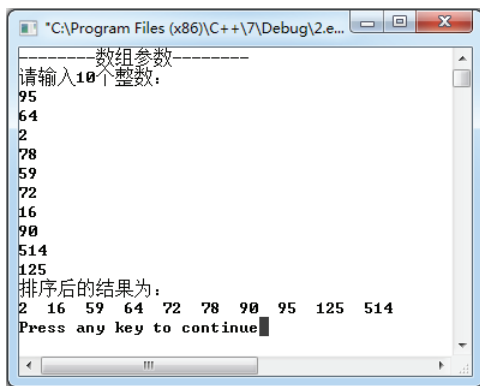 "C:\Program Files (x86)\C++\7\Debug\2.e...
--------数组参数--------
请输入10个整数：
95
64
2
78
59
72
16
90
514
125
排序后的结果为：
2  16  59  64  72  78  90  95  125  514
Press any key to continue